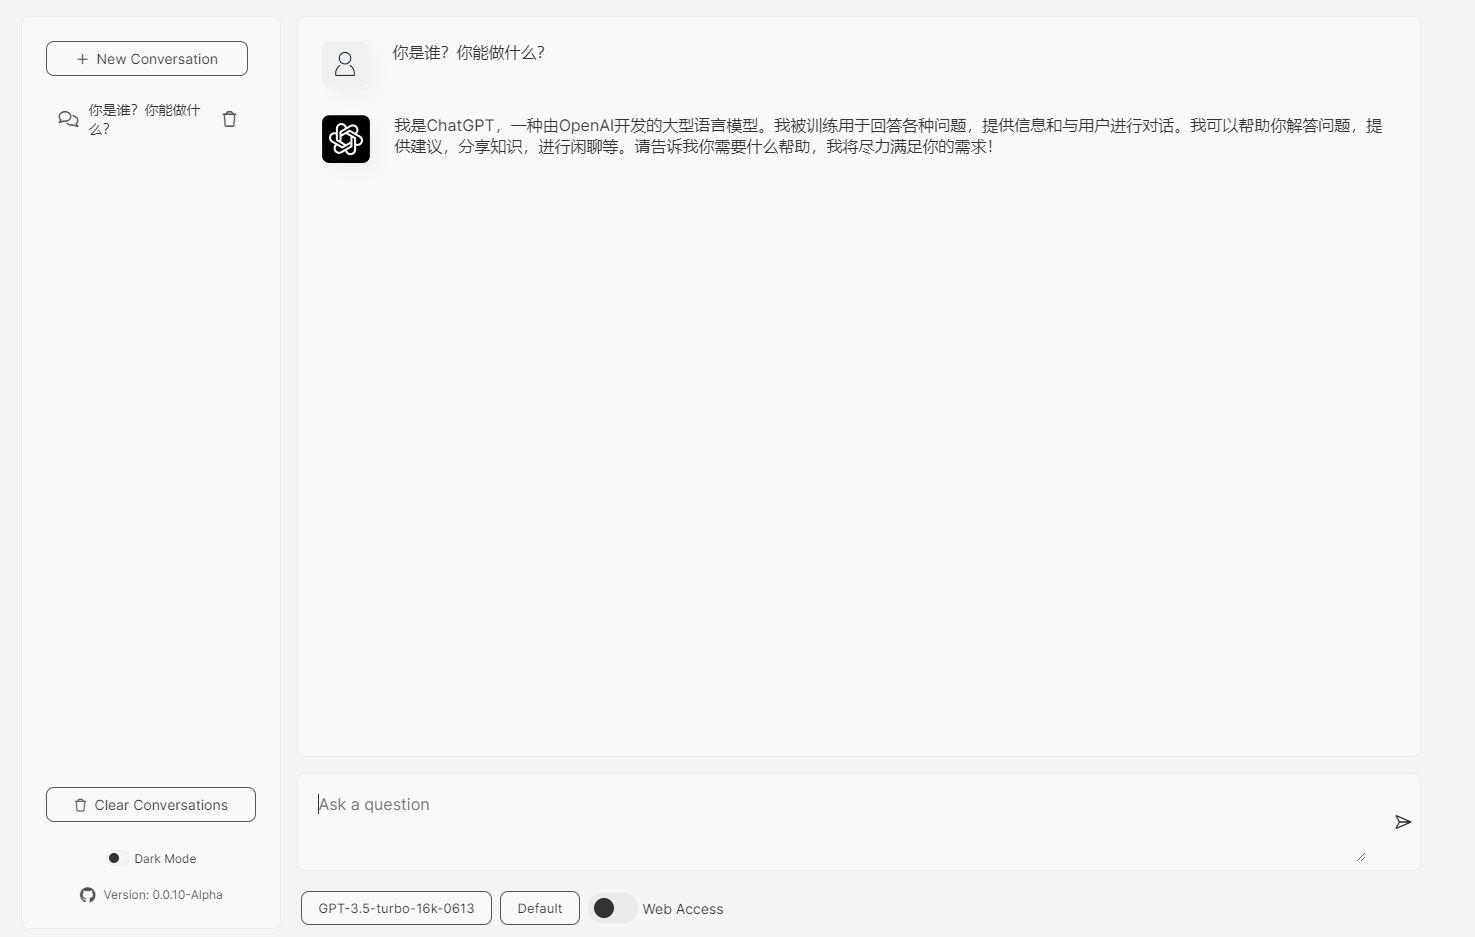 New Conversation
你是谁？你能做什
么？
Clear Conversations
Dark Mode
Version: 0.0.10-Alpha
你是谁？你能做什么？
我是ChatGPT，一种由OpenAI开发的大型语言模型。我被训练用于回答各种问题，提供信息和与用户进行对话。我可以帮助你解答问题，提
供建议，分享知识，进行闲聊等。请告诉我你需要什么帮助，我将尽力满足你的需求！
Ask a question
GPT-3.5-turbo-16k-0613
Default
Web Access